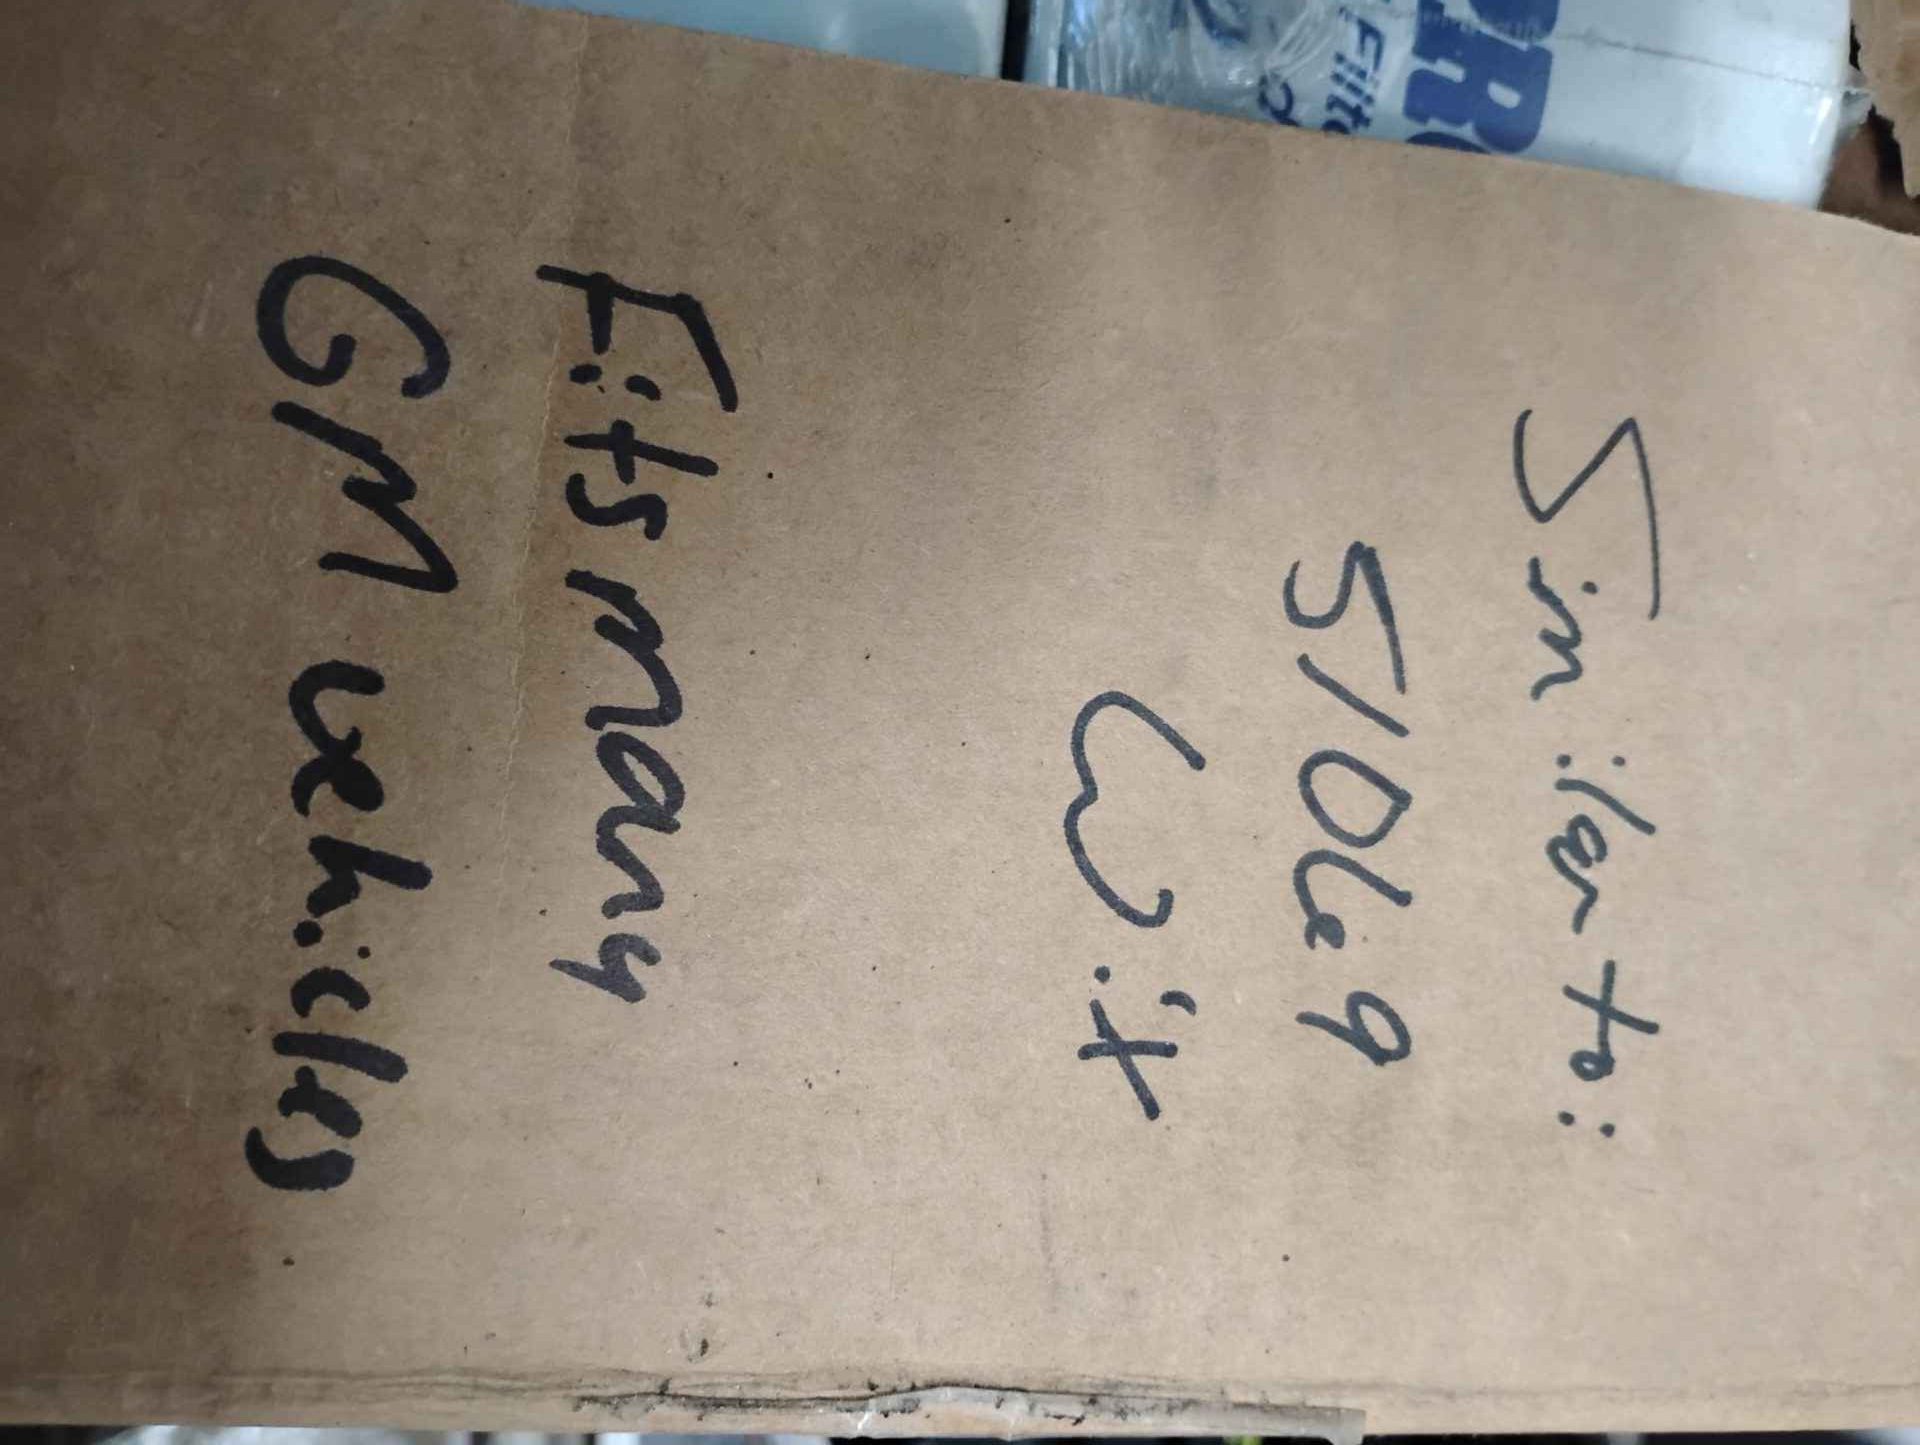 Similar to:
51069
Wix
Fits many
GM vehicles